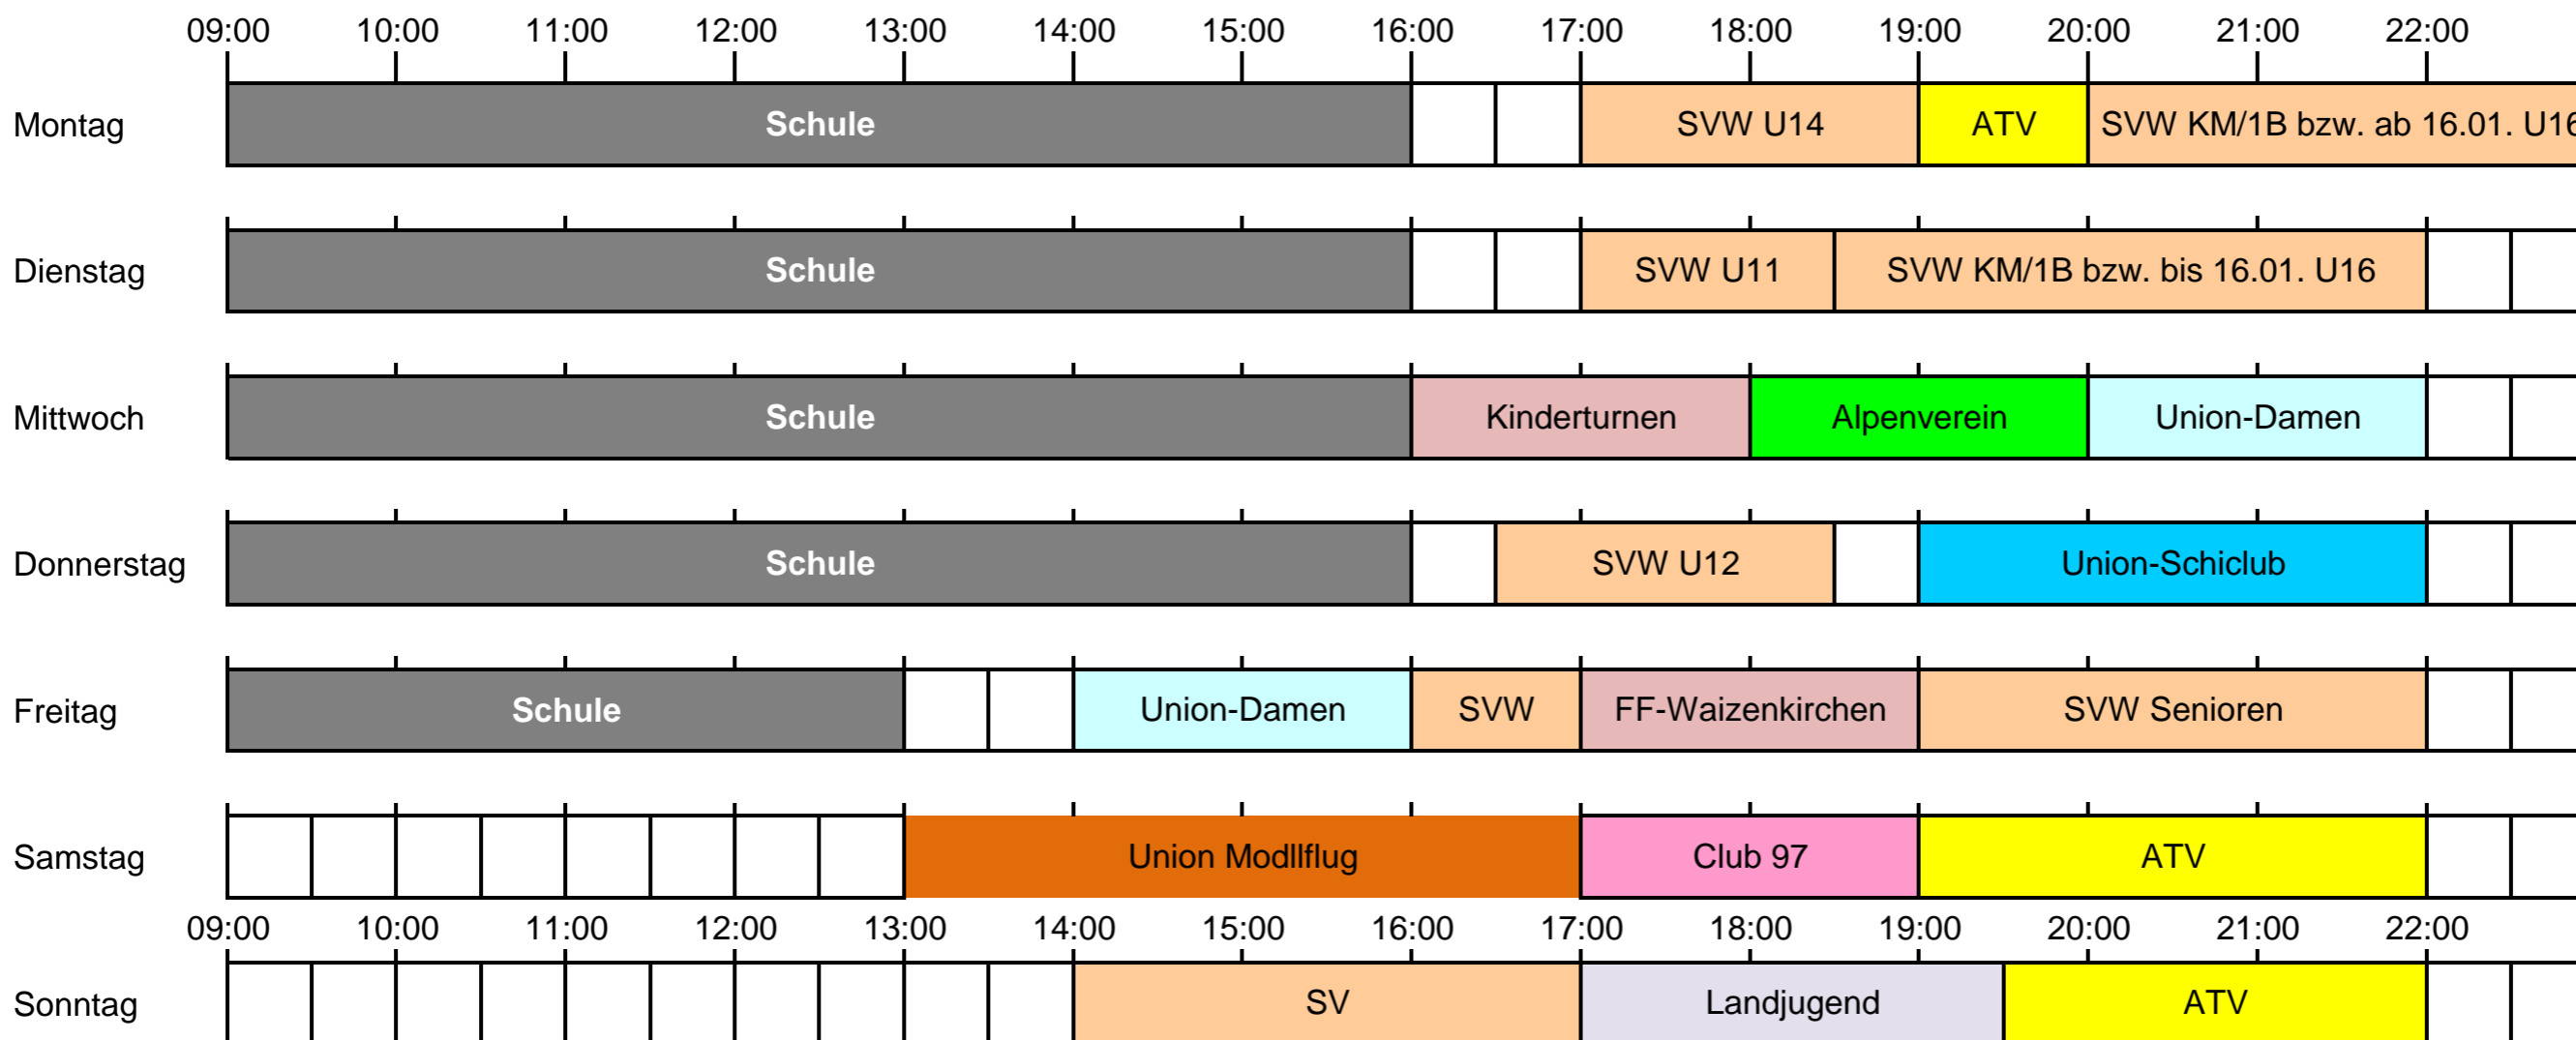 09:00 10:00 11:00 12:00 13:00 14:00 15:00 16:00 17:00 18:00 19:00 20:00 21:00 22:00
Montag Schule SVW U14 ATV SVW KM/1B bzw. ab 16.01. U16
Dienstag Schule SVW U11 SVW KM/1B bzw. bis 16.01. U16
Mittwoch Schule Kinderturnen Alpenverein Union-Damen
Donnerstag Schule SVW U12 Union-Schiclub
Freitag Schule Union-Damen SVW FF-Waizenkirchen SVW Senioren
Samstag Union Modllflug Club 97 ATV
09:00 10:00 11:00 12:00 13:00 14:00 15:00 16:00 17:00 18:00 19:00 20:00 21:00 22:00
Sonntag SV Landjugend ATV